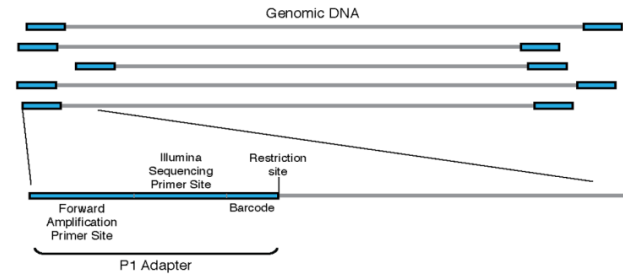 Genomic DNA
Illumina
Sequencing
Primer Site
Restriction
site
Forward
Amplification
Primer Site
Barcode
P1 Adapter